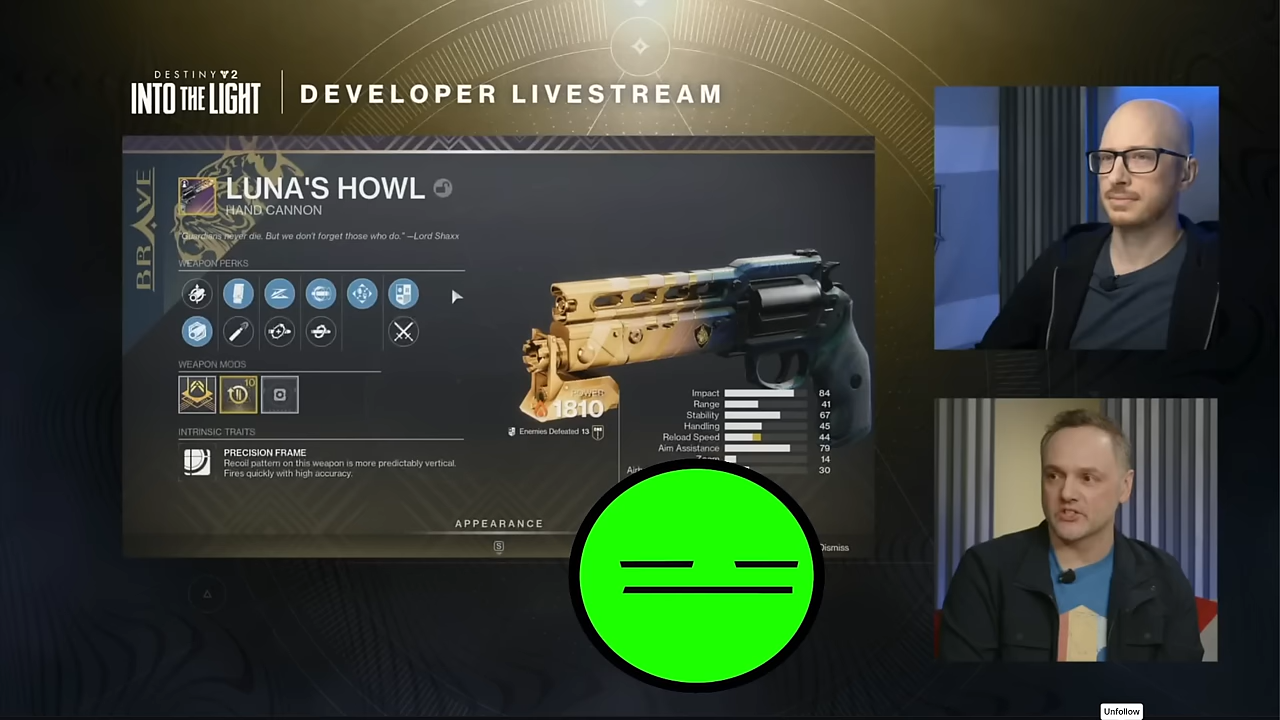 DESTINY 2
INTO THE LIGHT
DEVELOPER LIVESTREAM
BRAVE
LUNA'S HOWL
HAND CANNON
"Guardians never die. But we don't forget those who do." —Lord Shaxx
WEAPON PERKS
WEAPON MODS
10
INTRINSIC TRAITS
PRECISION FRAME
Recoil pattern on this weapon is more predictably vertical.
Fires quickly with high accuracy.
POWER
1810
Enemies Defeated 13
Impact 84
Range 41
Stability 67
Handling 45
Reload Speed 44
Aim Assistance 79
Zoom 14
30
APPEARANCE
S
Dismiss
Unfollow